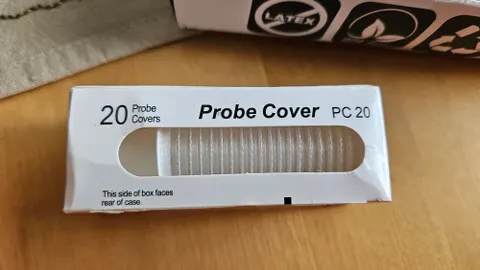 LATEX
20 Probe
Covers
Probe Cover PC 20
This side of box faces
rear of case.